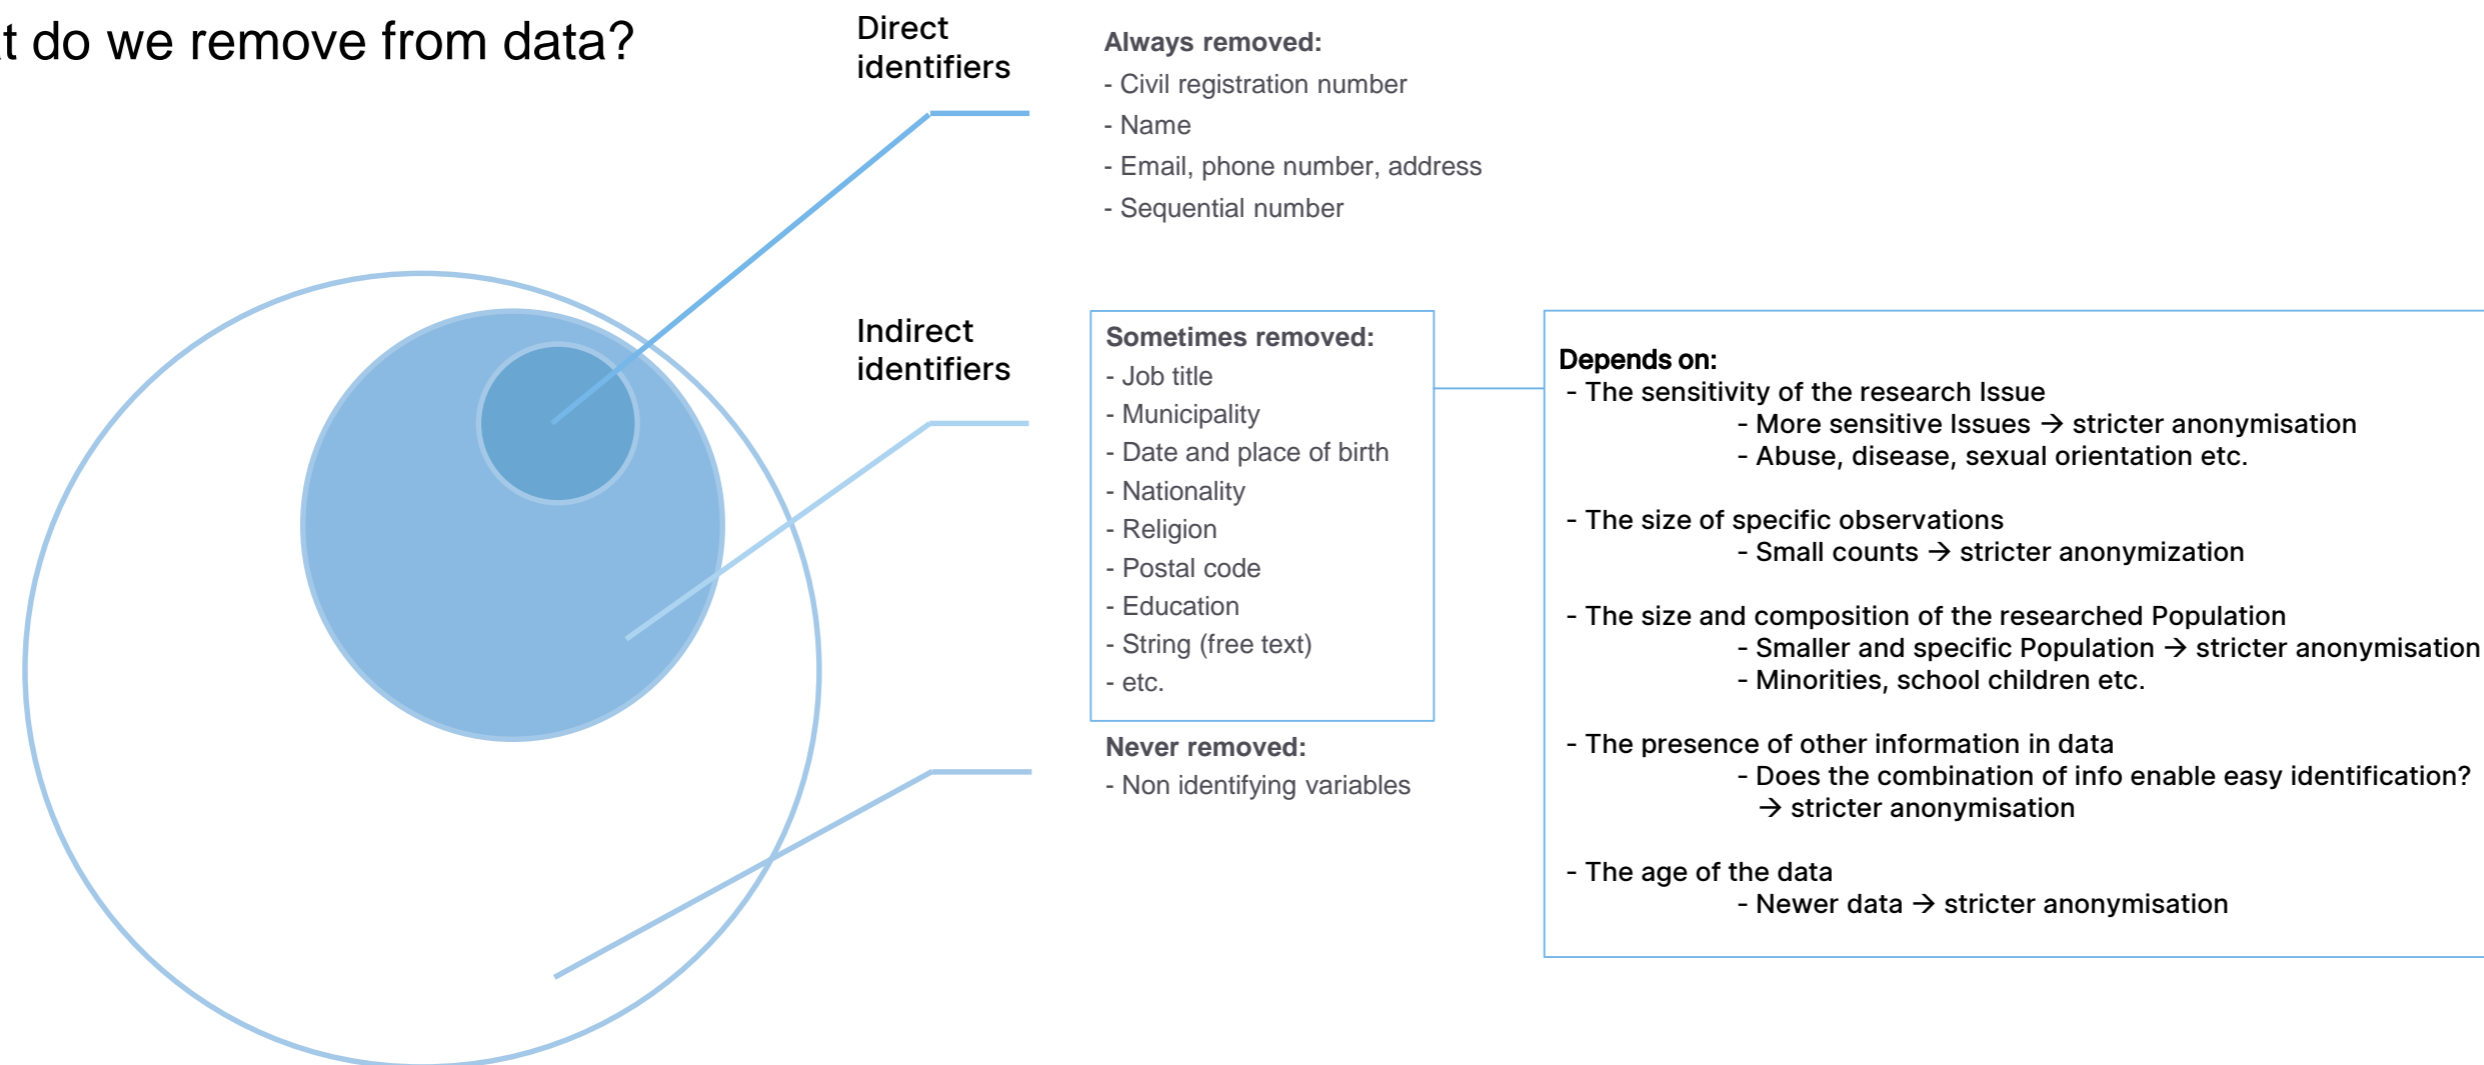 t do we remove from data?
Direct
identifiers
Always removed:
- Civil registration number
- Name
- Email, phone number, address
- Sequential number
Indirect
identifiers
Sometimes removed:
- Job title
- Municipality
- Date and place of birth
- Nationality
- Religion
- Postal code
- Education
- String (free text)
- etc.
Never removed:
- Non identifying variables
Depends on:
- The sensitivity of the research Issue
- More sensitive Issues → stricter anonymisation
- Abuse, disease, sexual orientation etc.
- The size of specific observations
- Small counts → stricter anonymization
- The size and composition of the researched Population
- Smaller and specific Population → stricter anonymisation
- Minorities, school children etc.
- The presence of other information in data
- Does the combination of info enable easy identification?
→ stricter anonymisation
- The age of the data
- Newer data → stricter anonymisation